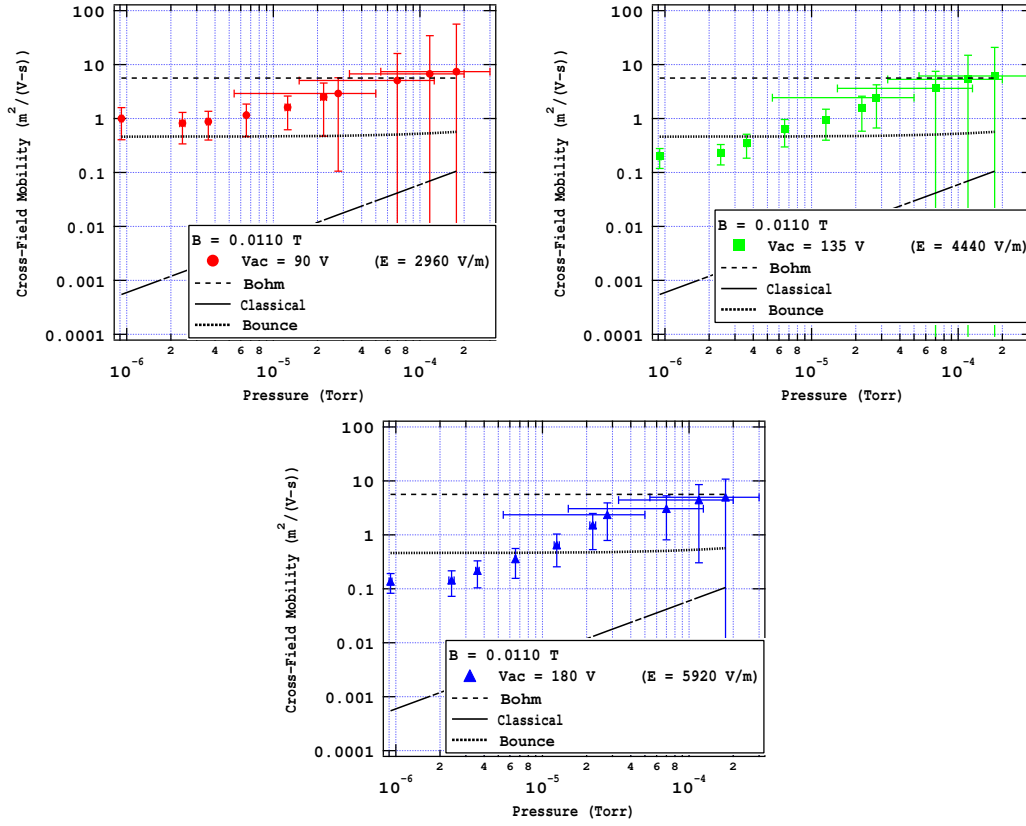 100
10
1
0.1
0.01
0.001
0.0001
Cross-Field Mobility (m²/(V-s))
B = 0.0110 T
Vac = 90 V (E = 2960 V/m)
Bohm
Classical
Bounce
10⁻⁶ 2 4 6 8 10⁻⁵ 2 4 6 8 10⁻⁴ 2
Pressure (Torr)
100
10
1
0.1
0.01
0.001
0.0001
Cross-Field Mobility (m²/(V-s))
B = 0.0110 T
Vac = 135 V (E = 4440 V/m)
Bohm
Classical
Bounce
10⁻⁶ 2 4 6 8 10⁻⁵ 2 4 6 8 10⁻⁴ 2
Pressure (Torr)
100
10
1
0.1
0.01
0.001
0.0001
Cross-Field Mobility (m²/(V-s))
B = 0.0110 T
Vac = 180 V (E = 5920 V/m)
Bohm
Classical
Bounce
10⁻⁶ 2 4 6 8 10⁻⁵ 2 4 6 8 10⁻⁴ 2
Pressure (Torr)